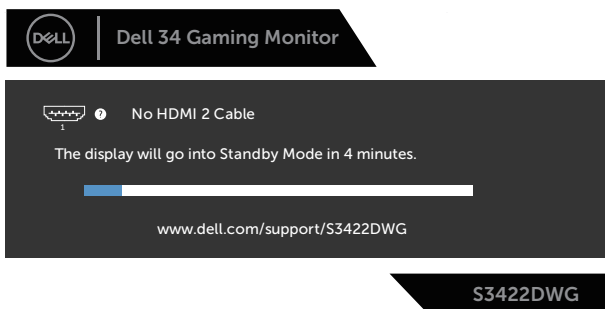 DELL
Dell 34 Gaming Monitor
? No HDMI 2 Cable
1
The display will go into Standby Mode in 4 minutes.
www.dell.com/support/S3422DWG
S3422DWG